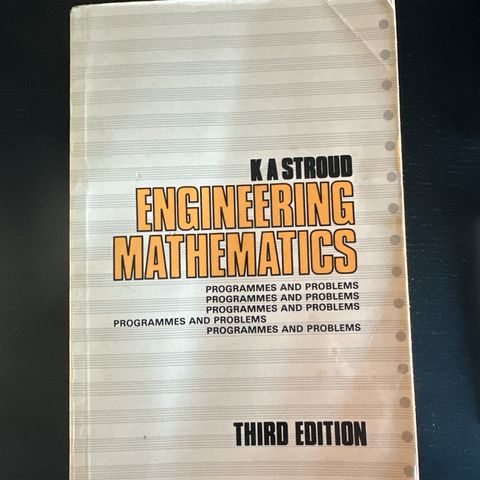 K A STROUD
ENGINEERING
MATHEMATICS
PROGRAMMES AND PROBLEMS
PROGRAMMES AND PROBLEMS
PROGRAMMES AND PROBLEMS
PROGRAMMES AND PROBLEMS
PROGRAMMES AND PROBLEMS
THIRD EDITION